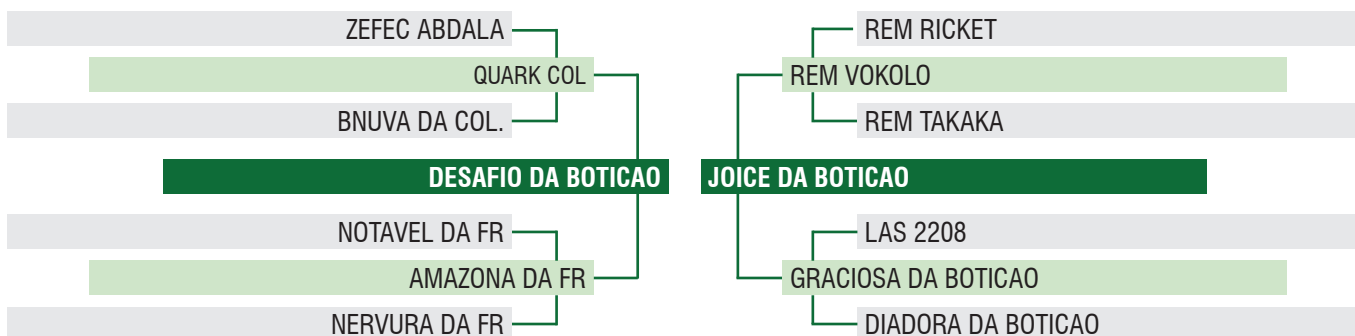 ZEFEC ABDALA
QUARK COL
BNUVA DA COL.
DESAFIO DA BOTICAO
NOTAVEL DA FR
AMAZONA DA FR
NERVURA DA FR
REM RICKET
REM VOKOLO
REM TAKAKA
JOICE DA BOTICAO
LAS 2208
GRACIOSA DA BOTICAO
DIADORA DA BOTICAO